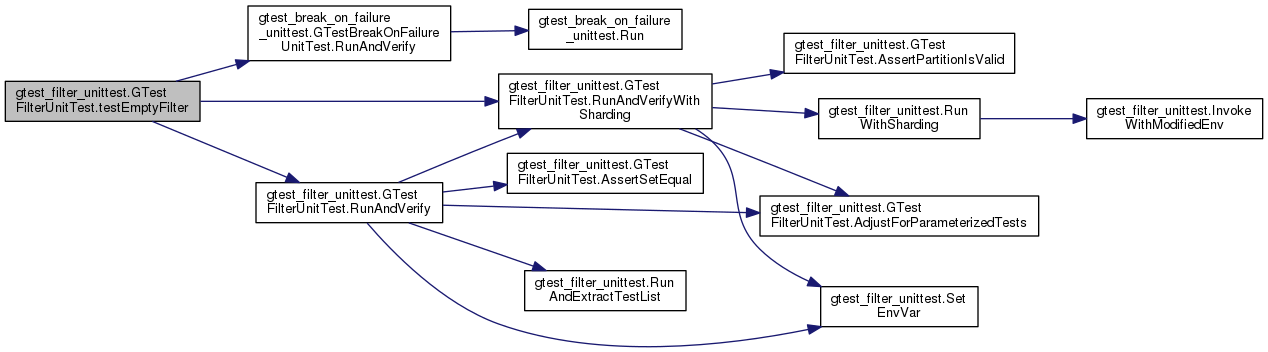 gtest_break_on_failure
_unittest.GTestBreakOnFailure
UnitTest.RunAndVerify
gtest_break_on_failure
_unittest.Run
gtest_filter_unittest.GTest
FilterUnitTest.AssertPartitionIsValid
gtest_filter_unittest.GTest
FilterUnitTest.testEmptyFilter
gtest_filter_unittest.GTest
FilterUnitTest.RunAndVerifyWith
Sharding
gtest_filter_unittest.Run
WithSharding
gtest_filter_unittest.Invoke
WithModifiedEnv
gtest_filter_unittest.GTest
FilterUnitTest.AssertSetEqual
gtest_filter_unittest.GTest
FilterUnitTest.RunAndVerify
gtest_filter_unittest.GTest
FilterUnitTest.AdjustForParameterizedTests
gtest_filter_unittest.Run
AndExtractTestList
gtest_filter_unittest.Set
EnvVar